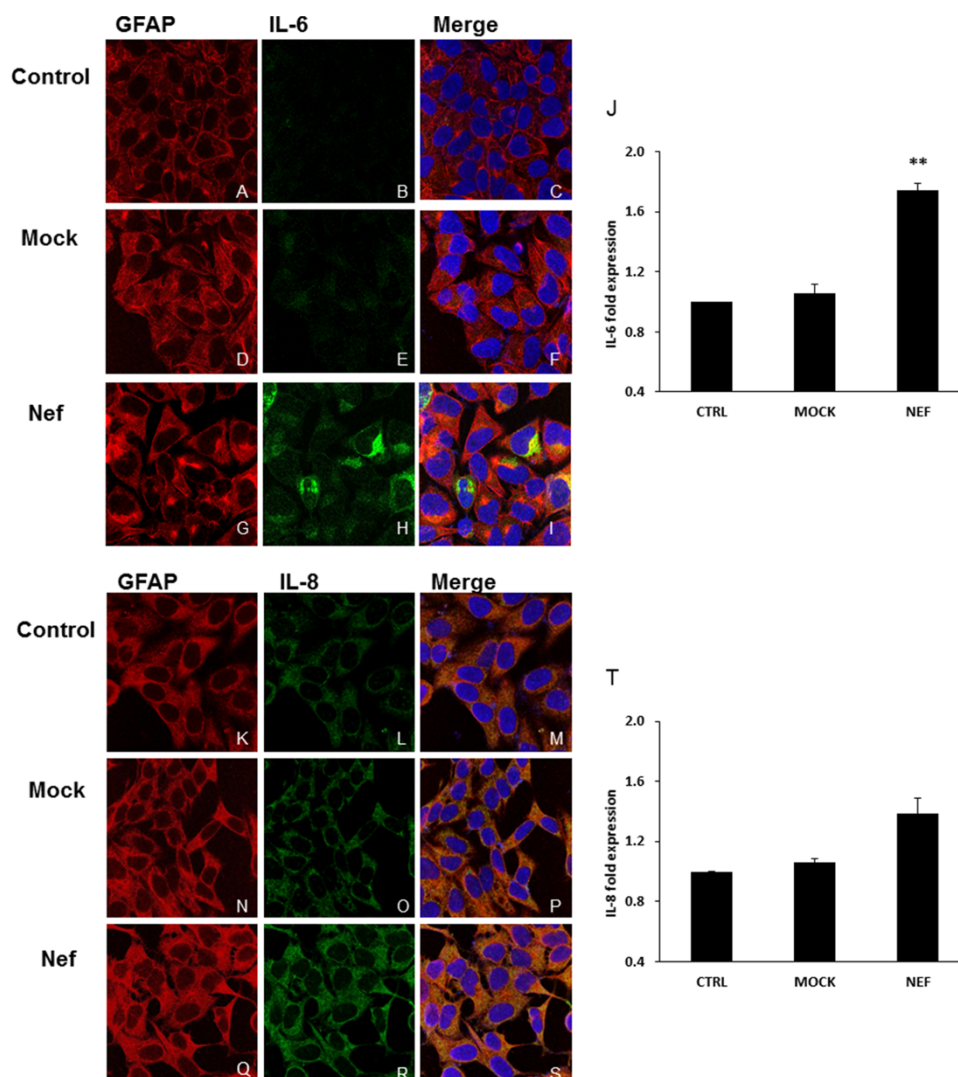 GFAP IL-6 Merge
Control
A B C
Mock
D E F
Nef
G H I
J
2.0
**
1.6
1.2
0.8
0.4
IL-6 fold expression
CTRL MOCK NEF
GFAP IL-8 Merge
Control
K L M
Mock
N O P
Nef
Q R S
T
2.0
1.6
1.2
0.8
0.4
IL-8 fold expression
CTRL MOCK NEF